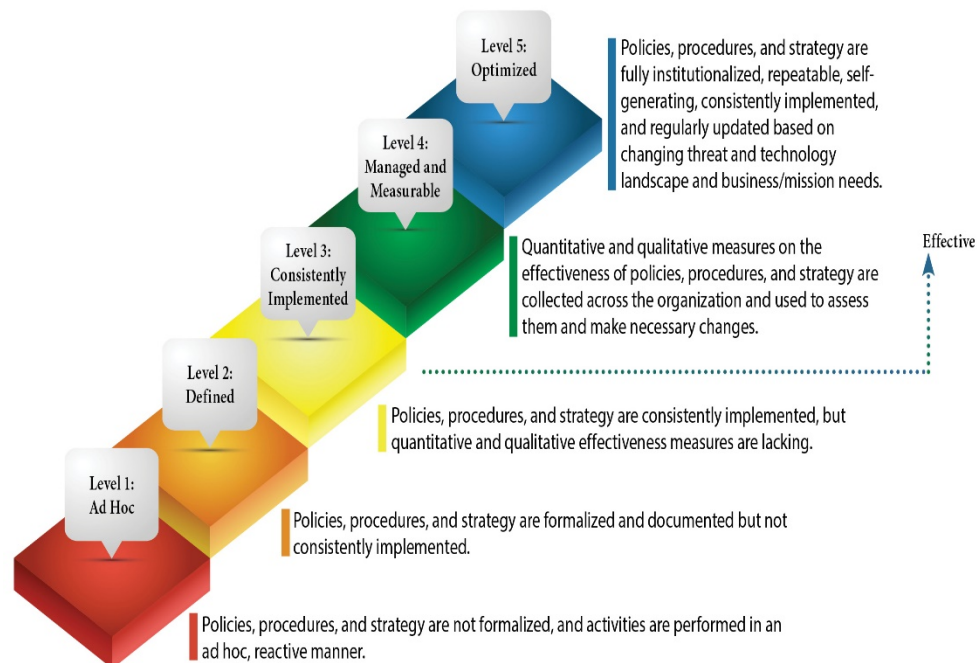 Level 5:
Optimized
Policies, procedures, and strategy are
fully institutionalized, repeatable, self-
generating, consistently implemented,
and regularly updated based on
changing threat and technology
landscape and business/mission needs.
Level 4:
Managed and
Measurable
Quantitative and qualitative measures on the
effectiveness of policies, procedures, and strategy are
collected across the organization and used to assess
them and make necessary changes.
Effective
Level 3:
Consistently
Implemented
Policies, procedures, and strategy are consistently implemented, but
quantitative and qualitative effectiveness measures are lacking.
Level 2:
Defined
Policies, procedures, and strategy are formalized and documented but not
consistently implemented.
Level 1:
Ad Hoc
Policies, procedures, and strategy are not formalized, and activities are performed in an
ad hoc, reactive manner.